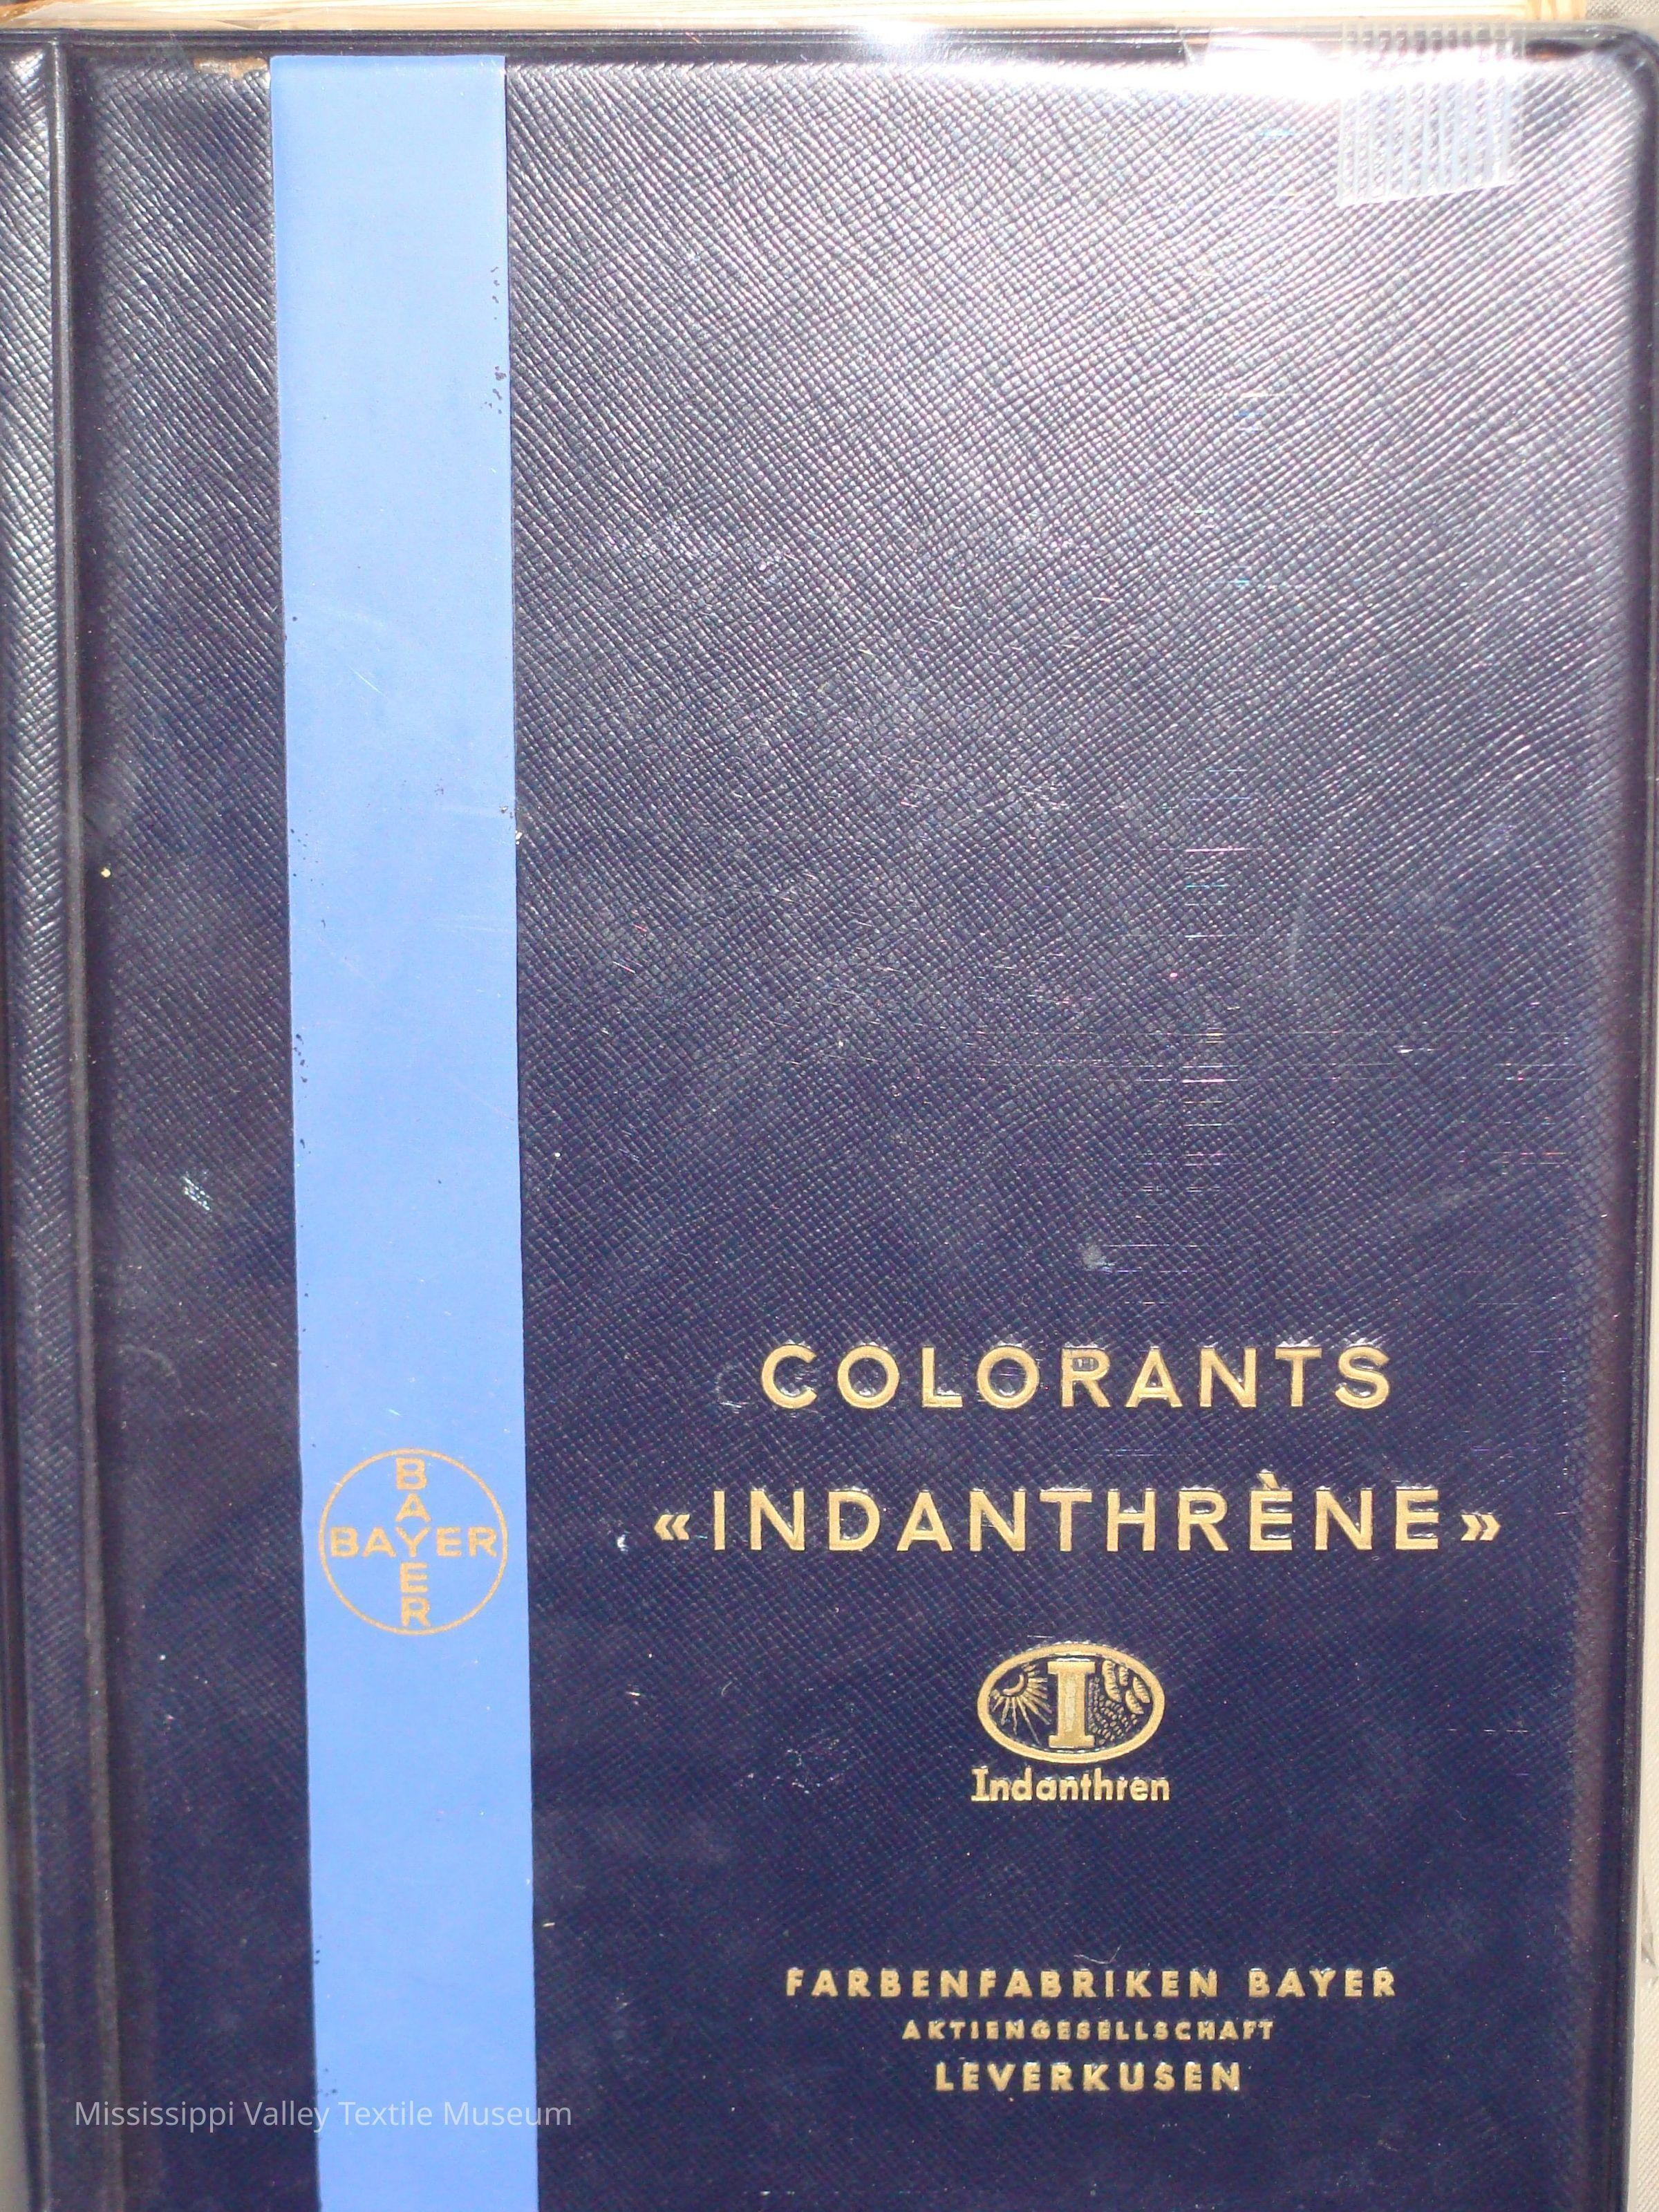 COLORANTS
«INDANTHRÈNE»
BAYER
BAYER
I
Indanthren
FARBENFABRIKEN BAYER
AKTIENGESELLSCHAFT
LEVERKUSEN
Mississippi Valley Textile Museum